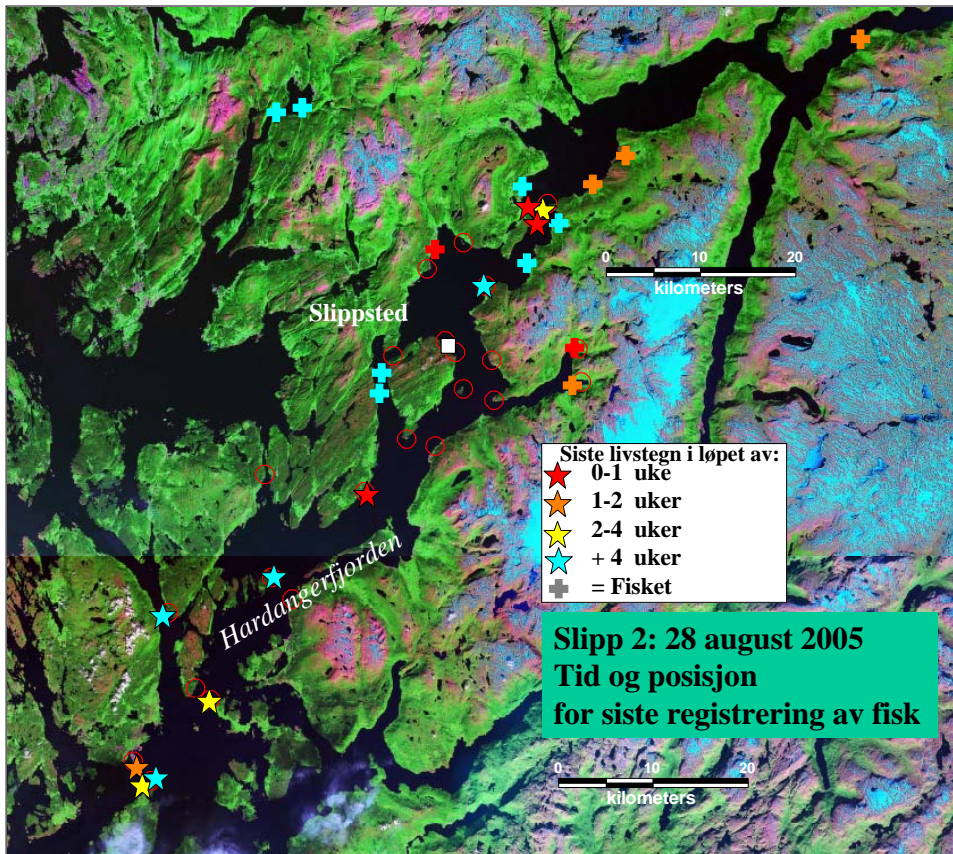 0 10 20
kilometers
Slippsted
Siste livstegn i løpet av:
0-1 uke
1-2 uker
2-4 uker
+ 4 uker
= Fisket
Hardangerfjorden
Slipp 2: 28 august 2005
Tid og posisjon
for siste registrering av fisk
0 10 20
kilometers